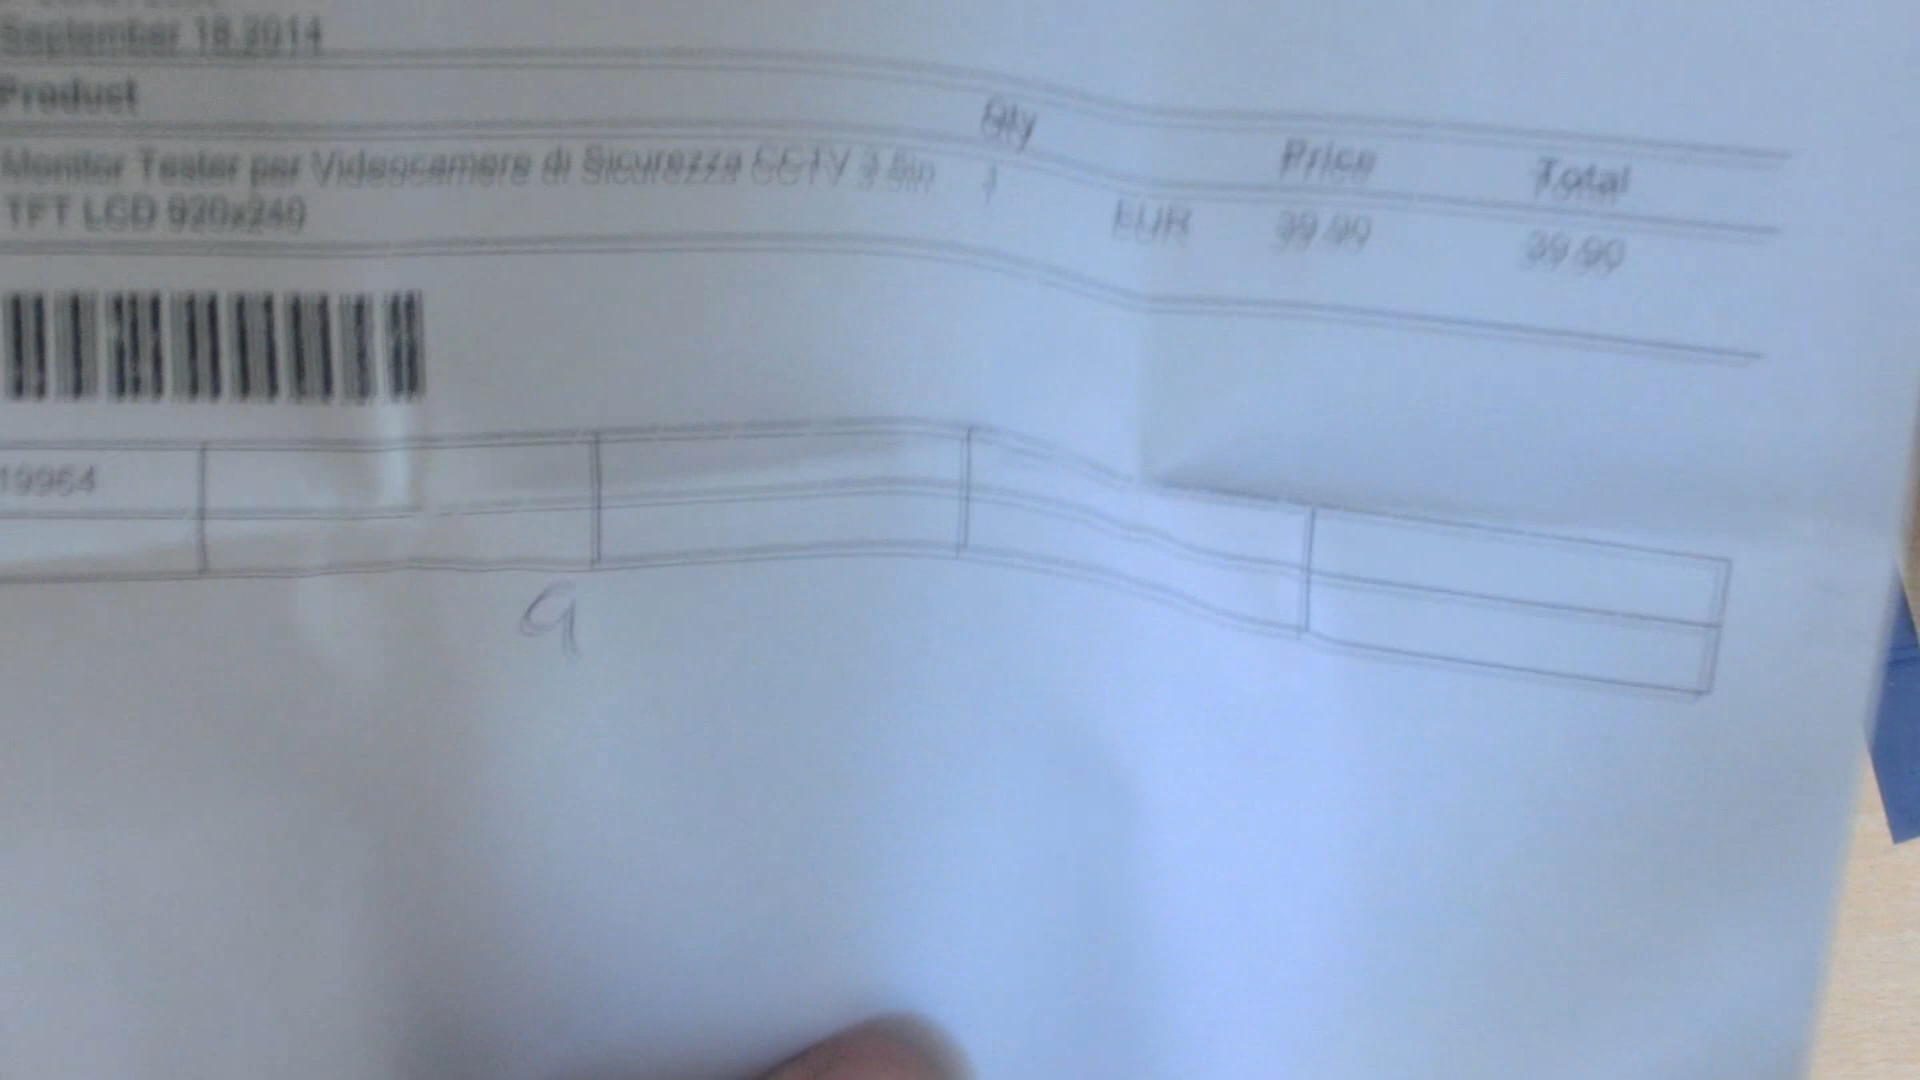 September 18,2014
Product Qty Price Total
Monitor Tester per Videocamere di Sicurezza CCTV 3.5in 1 EUR 39.99 39.99
TFT LCD 920x240
19964
9